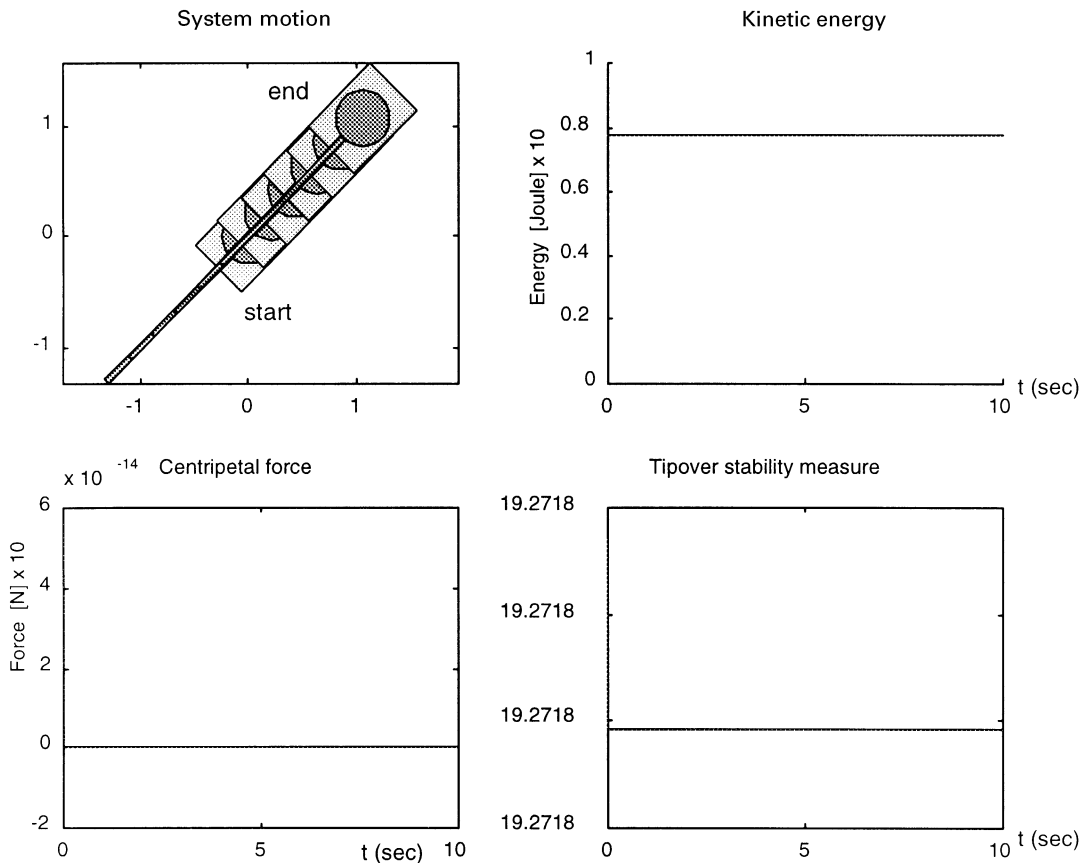 System motion
end
start
1
0
-1
-1 0 1
Kinetic energy
Energy [Joule] x 10
1
0.8
0.6
0.4
0.2
0
0 5 10
t (sec)
x 10 -14 Centripetal force
Force [N] x 10
6
4
2
0
-2
0 5 t (sec) 10
Tipover stability measure
19.2718
19.2718
19.2718
19.2718
0 5 10
t (sec)